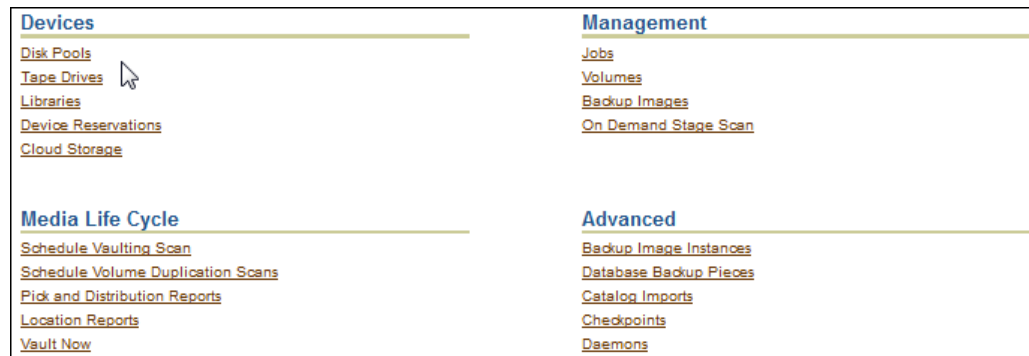 Devices
Disk Pools
Tape Drives
Libraries
Device Reservations
Cloud Storage
Management
Jobs
Volumes
Backup Images
On Demand Stage Scan
Media Life Cycle
Schedule Vaulting Scan
Schedule Volume Duplication Scans
Pick and Distribution Reports
Location Reports
Vault Now
Advanced
Backup Image Instances
Database Backup Pieces
Catalog Imports
Checkpoints
Daemons